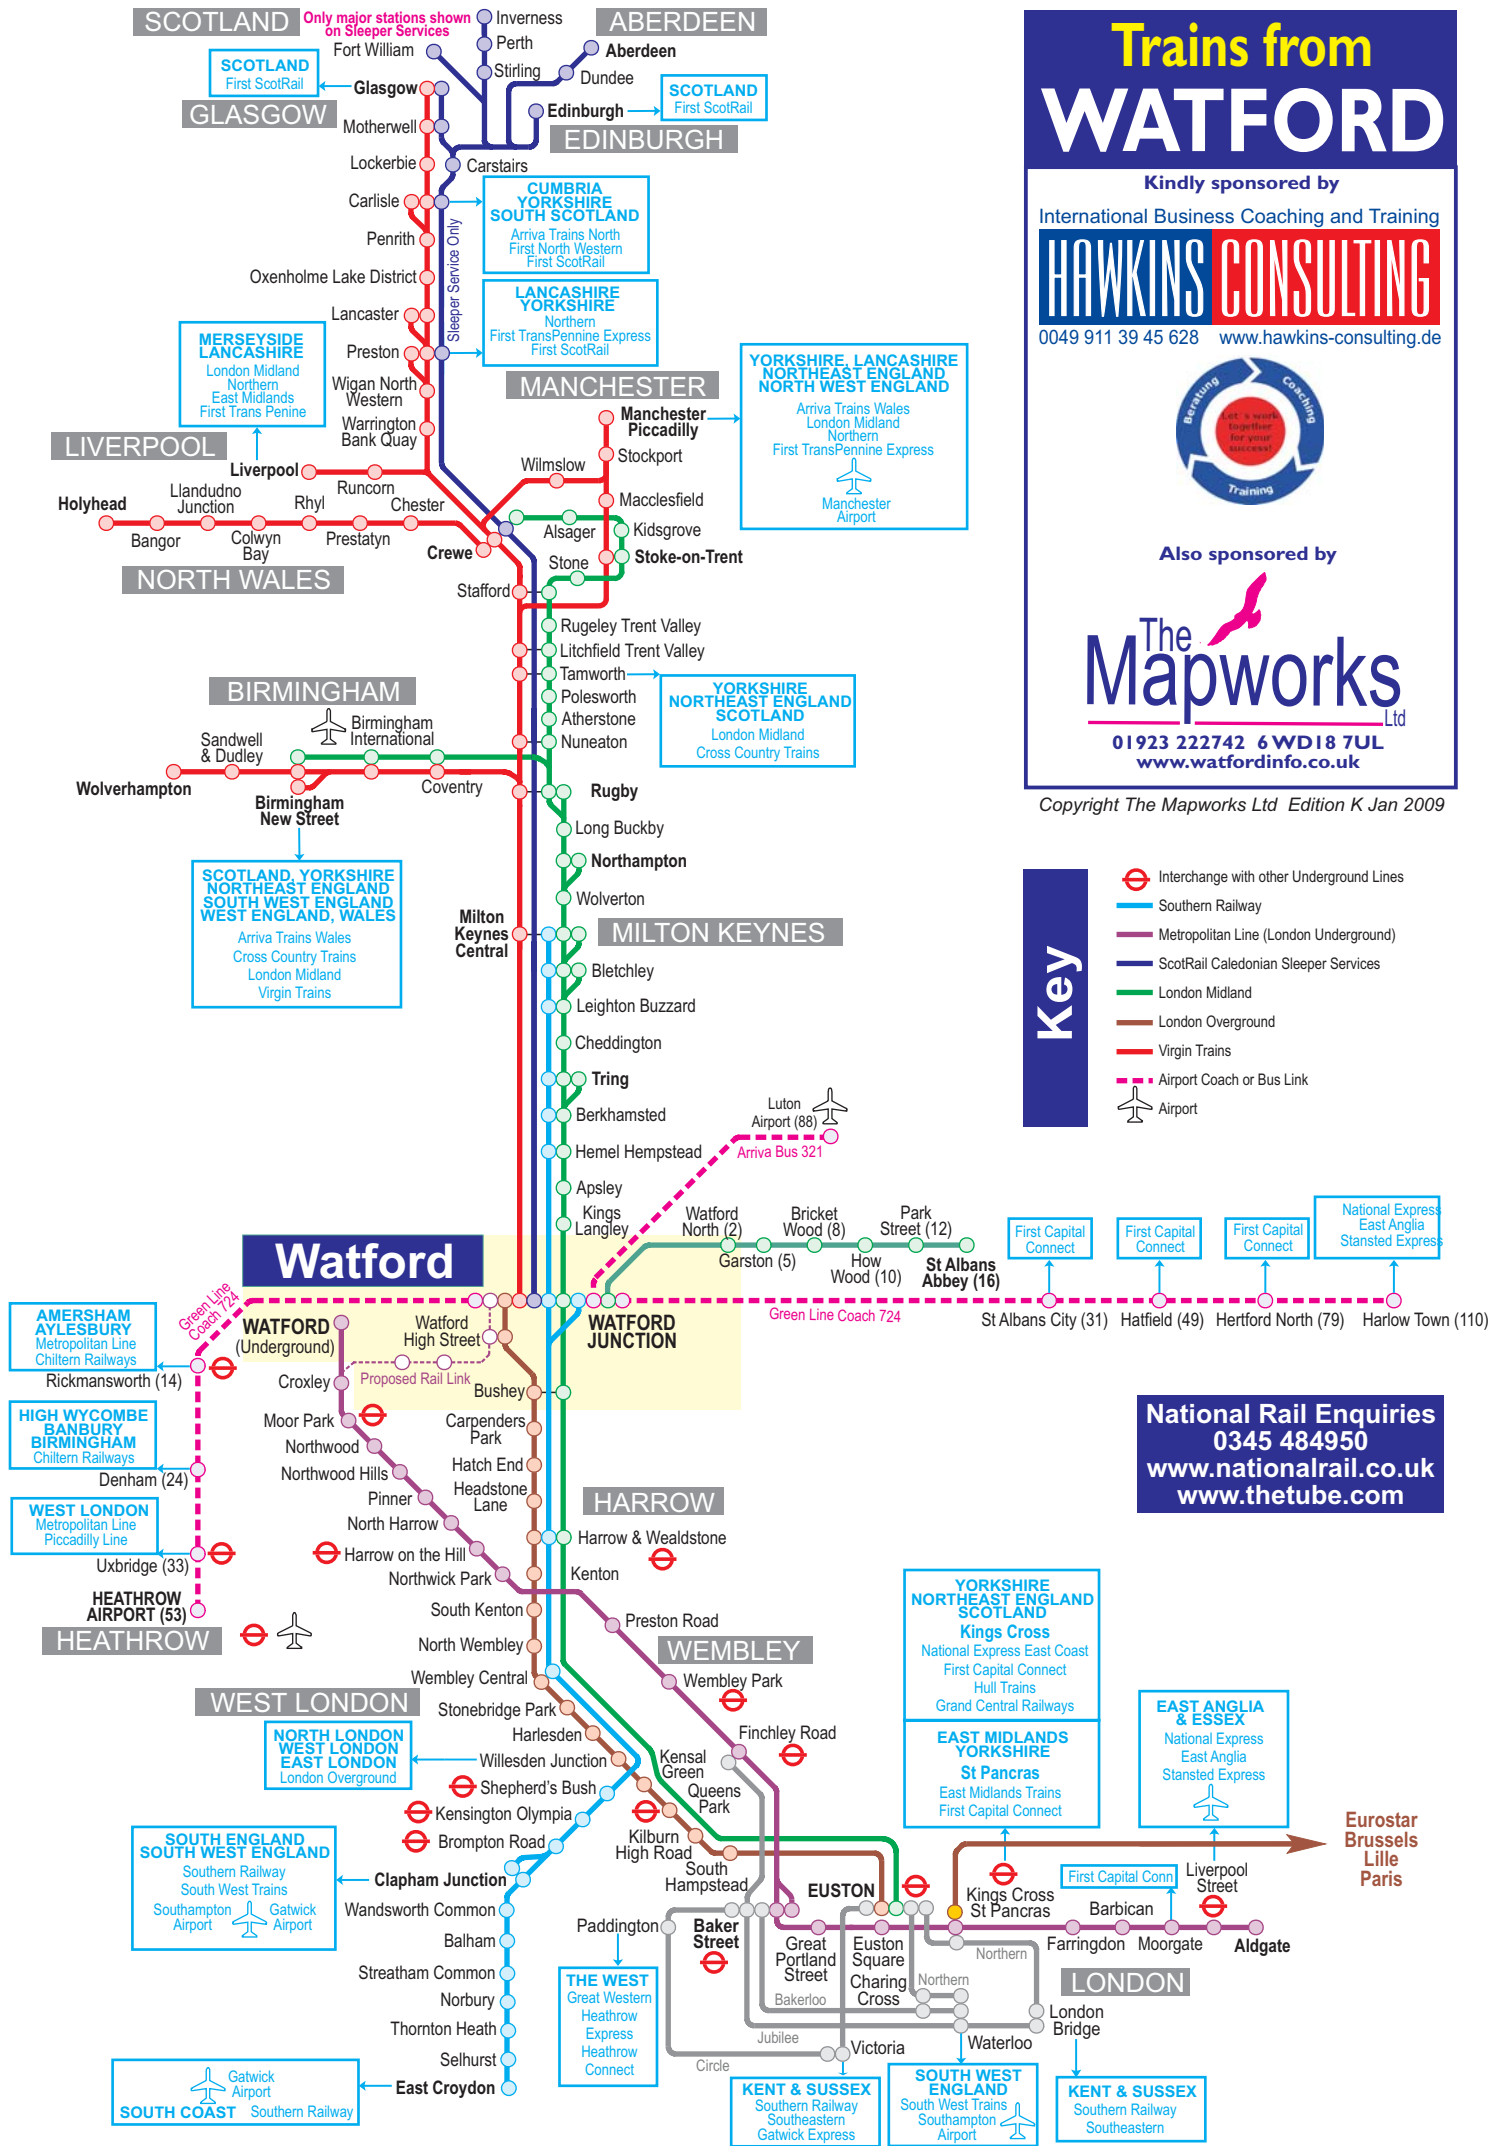 SCOTLAND
Only major stations shown
on Sleeper Services
Inverness
ABERDEEN
Fort William
Perth
Aberdeen
Stirling
Dundee
SCOTLAND
First ScotRail
Glasgow
GLASGOW
SCOTLAND
First ScotRail
Edinburgh
EDINBURGH
Motherwell
Lockerbie
Carstairs
Carlisle
CUMBRIA
YORKSHIRE
SOUTH SCOTLAND
Arriva Trains North
First North Western
First ScotRail
Penrith
Sleeper Service Only
Oxenholme Lake District
Lancaster
LANCASHIRE
YORKSHIRE
Northern
First TransPennine Express
First ScotRail
Preston
MERSEYSIDE
LANCASHIRE
London Midland
Northern
East Midlands
First Trans Penine
Wigan North
Western
Warrington
Bank Quay
MANCHESTER
Manchester
Piccadilly
YORKSHIRE, LANCASHIRE
NORTHEAST ENGLAND
NORTH WEST ENGLAND
Arriva Trains Wales
London Midland
Northern
First TransPennine Express
Manchester
Airport
LIVERPOOL
Liverpool
Runcorn
Wilmslow
Stockport
Macclesfield
Holyhead
Bangor
Llandudno
Junction
Colwyn
Bay
Rhyl
Prestatyn
Chester
Crewe
NORTH WALES
Alsager
Kidsgrove
Stoke-on-Trent
Stone
Stafford
Rugeley Trent Valley
Litchfield Trent Valley
Tamworth
YORKSHIRE
NORTHEAST ENGLAND
SCOTLAND
London Midland
Cross Country Trains
Polesworth
Atherstone
Nuneaton
BIRMINGHAM
Birmingham
International
Sandwell
& Dudley
Wolverhampton
Birmingham
New Street
Coventry
Rugby
SCOTLAND, YORKSHIRE
NORTHEAST ENGLAND
SOUTH WEST ENGLAND
WEST ENGLAND, WALES
Arriva Trains Wales
Cross Country Trains
London Midland
Virgin Trains
Long Buckby
Northampton
Wolverton
Milton
Keynes
Central
MILTON KEYNES
Bletchley
Leighton Buzzard
Cheddington
Tring
Berkhamsted
Hemel Hempstead
Apsley
Kings
Langley
Trains from
WATFORD
Kindly sponsored by
International Business Coaching and Training
HAWKINS CONSULTING
0049 911 39 45 628 www.hawkins-consulting.de
Beratung
Coaching
Training
Let's work
together
for your
success!
Also sponsored by
The
Mapworks
Ltd
01923 222742 6 WD18 7UL
www.watfordinfo.co.uk
Copyright The Mapworks Ltd Edition K Jan 2009
Key
Interchange with other Underground Lines
Southern Railway
Metropolitan Line (London Underground)
ScotRail Caledonian Sleeper Services
London Midland
London Overground
Virgin Trains
Airport Coach or Bus Link
Airport
Luton
Airport (88)
Arriva Bus 321
Watford
North (2)
Garston (5)
Bricket
Wood (8)
How
Wood (10)
Park
Street (12)
St Albans
Abbey (16)
First Capital
Connect
First Capital
Connect
First Capital
Connect
National Express
East Anglia
Stansted Express
Green Line Coach 724
St Albans City (31)
Hatfield (49)
Hertford North (79)
Harlow Town (110)
Watford
Green Line
Coach 724
WATFORD
(Underground)
Watford
High Street
WATFORD
JUNCTION
Proposed Rail Link
Bushey
AMERSHAM
AYLESBURY
Metropolitan Line
Chiltern Railways
Rickmansworth (14)
HIGH WYCOMBE
BANBURY
BIRMINGHAM
Chiltern Railways
Denham (24)
WEST LONDON
Metropolitan Line
Piccadilly Line
Uxbridge (33)
HEATHROW
AIRPORT (53)
HEATHROW
Croxley
Moor Park
Northwood
Northwood Hills
Pinner
North Harrow
Harrow on the Hill
Northwick Park
Carpenders
Park
Hatch End
Headstone
Lane
HARROW
Harrow & Wealdstone
Kenton
South Kenton
North Wembley
Wembley Central
Stonebridge Park
Harlesden
Willesden Junction
Preston Road
WEMBLEY
Wembley Park
Finchley Road
National Rail Enquiries
0345 484950
www.nationalrail.co.uk
www.thetube.com
WEST LONDON
NORTH LONDON
WEST LONDON
EAST LONDON
London Overground
Shepherd's Bush
Kensington Olympia
Brompton Road
Clapham Junction
SOUTH ENGLAND
SOUTH WEST ENGLAND
Southern Railway
South West Trains
Southampton
Airport
Gatwick
Airport
Wandsworth Common
Balham
Streatham Common
Norbury
Thornton Heath
Selhurst
East Croydon
Gatwick
Airport
SOUTH COAST Southern Railway
Kensal
Green
Queens
Park
Kilburn
High Road
South
Hampstead
YORKSHIRE
NORTHEAST ENGLAND
SCOTLAND
Kings Cross
National Express East Coast
First Capital Connect
Hull Trains
Grand Central Railways
EAST MIDLANDS
YORKSHIRE
St Pancras
East Midlands Trains
First Capital Connect
EAST ANGLIA
& ESSEX
National Express
East Anglia
Stansted Express
Eurostar
Brussels
Lille
Paris
EUSTON
Kings Cross
St Pancras
First Capital Conn
Liverpool
Street
Barbican
Paddington
Baker
Street
Great
Portland
Street
Euston
Square
Farringdon
Moorgate
Aldgate
Northern
LONDON
Charing
Cross
Northern
Bakerloo
Jubilee
Circle
Victoria
Waterloo
London
Bridge
THE WEST
Great Western
Heathrow
Express
Heathrow
Connect
KENT & SUSSEX
Southern Railway
Southeastern
Gatwick Express
SOUTH WEST
ENGLAND
South West Trains
Southampton
Airport
KENT & SUSSEX
Southern Railway
Southeastern